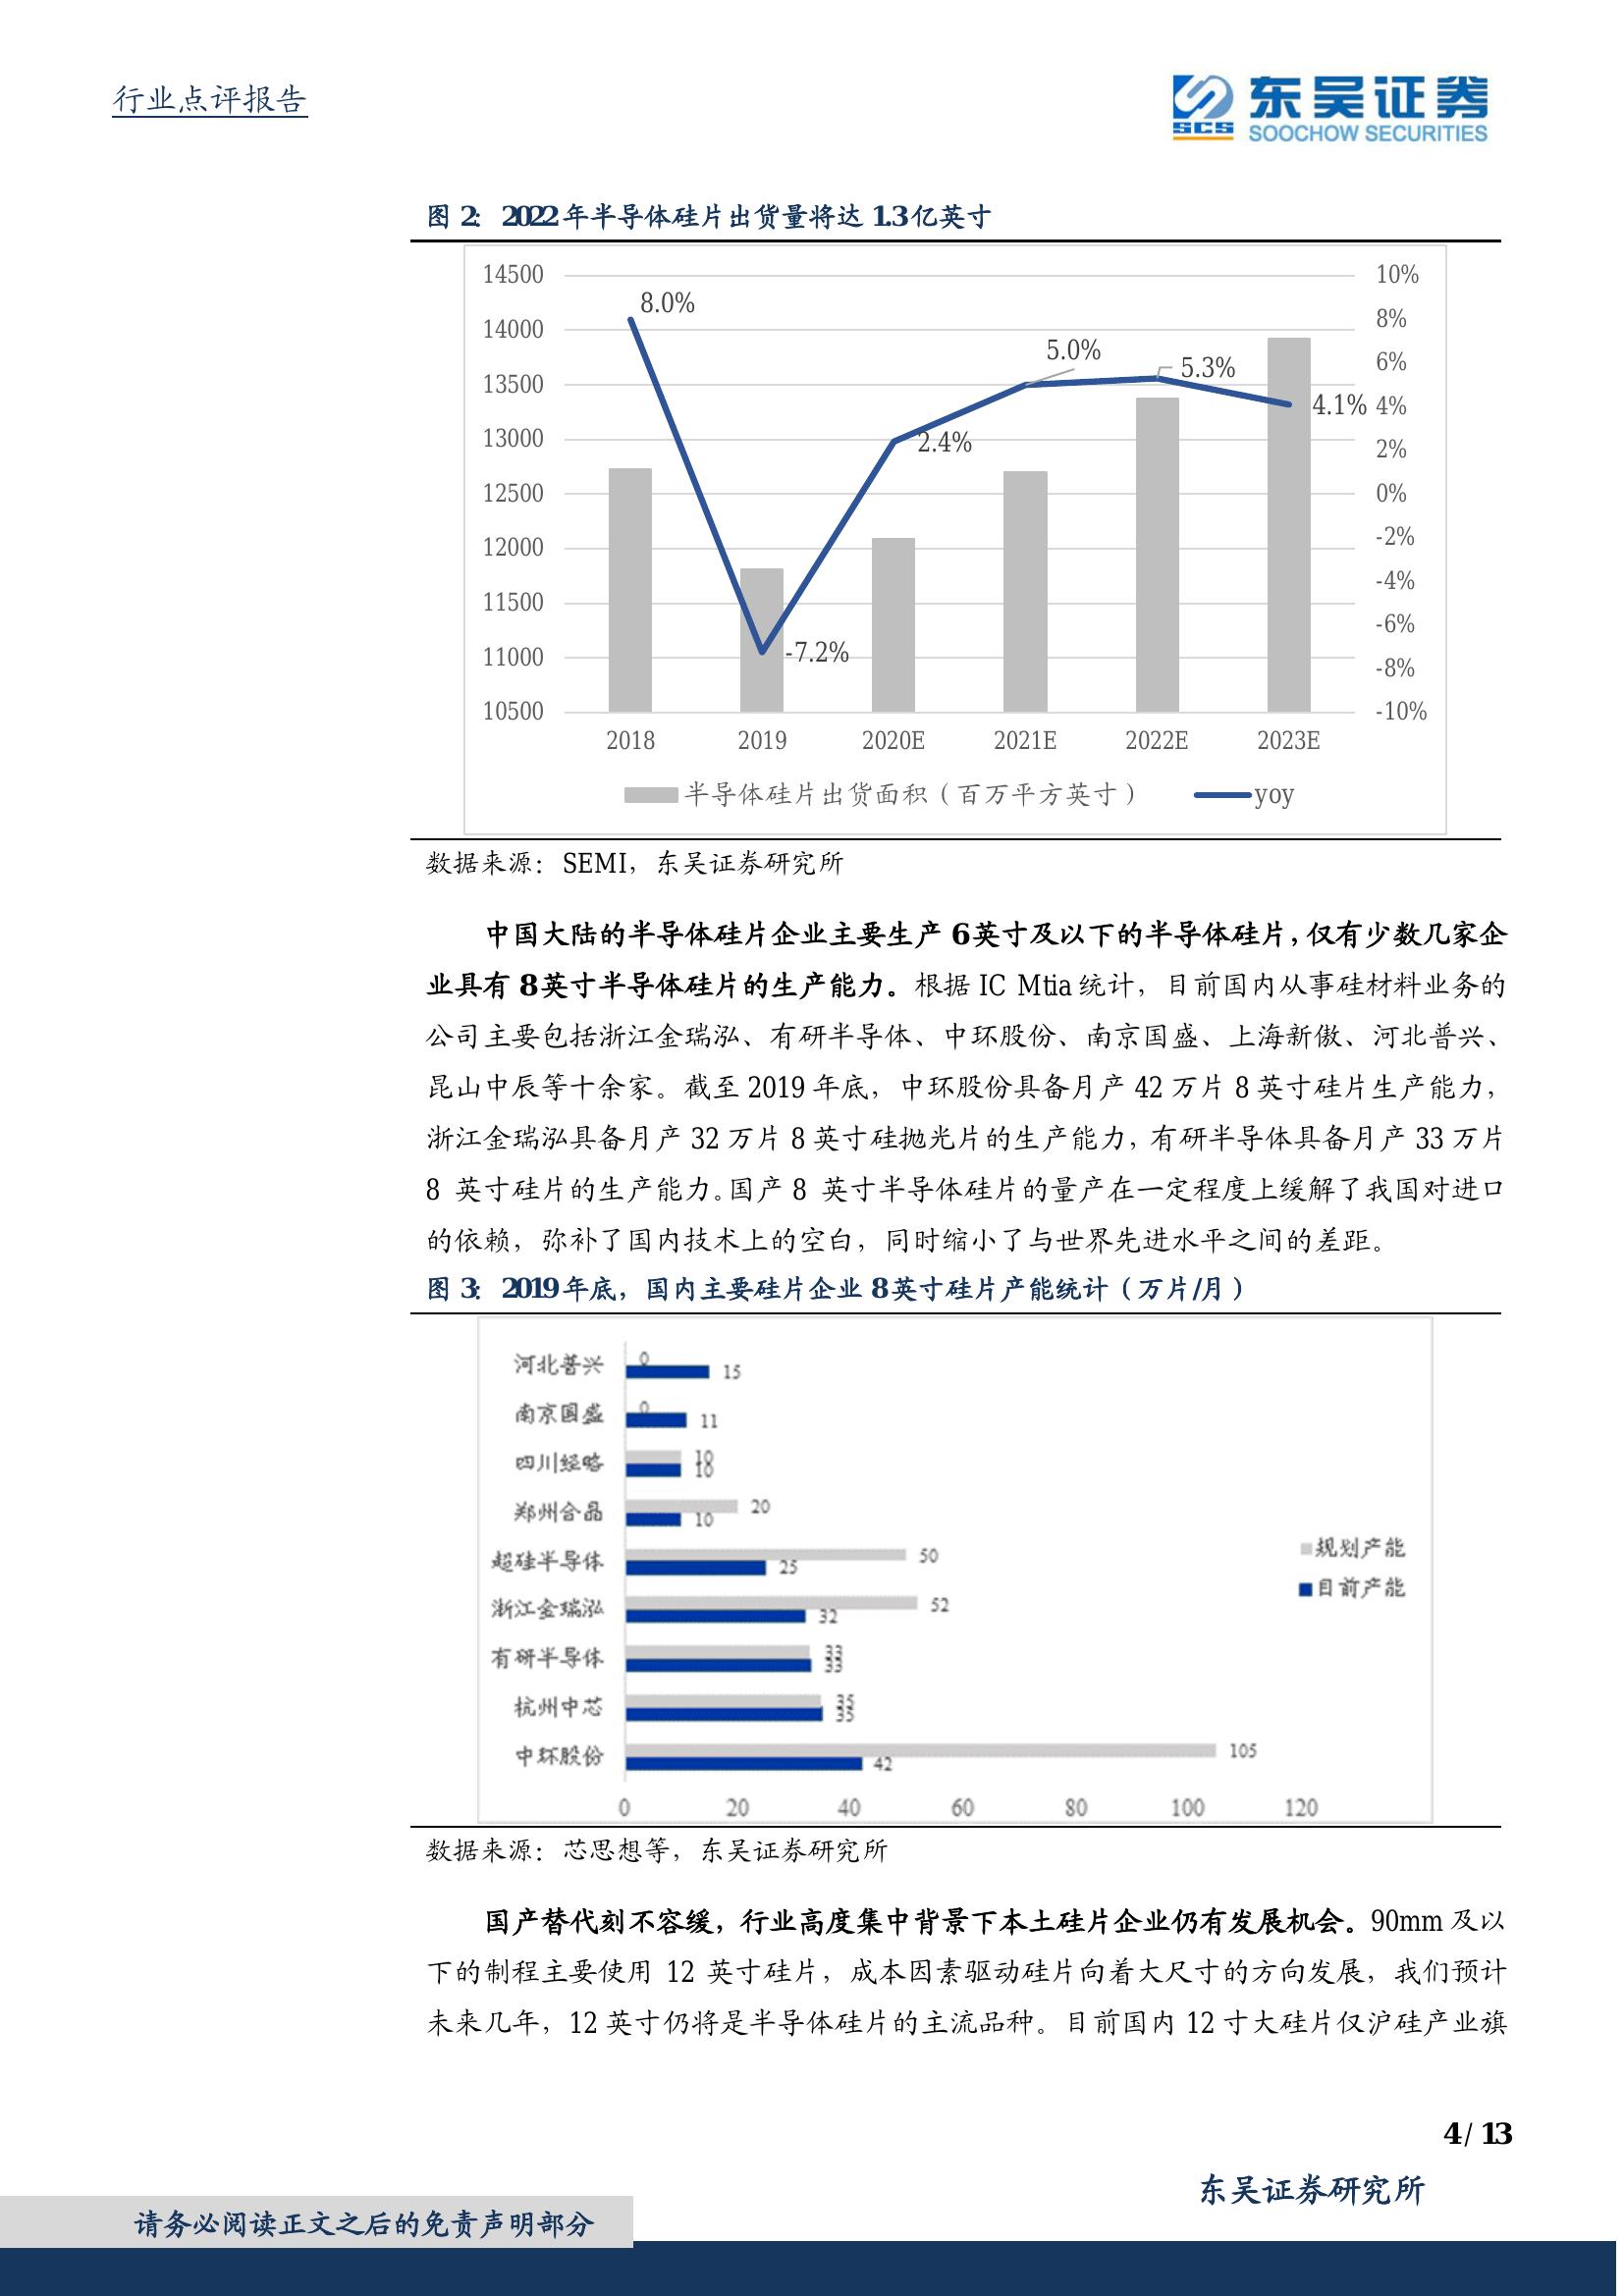 行业点评报告
东吴证券
SCS
SOOCHOW SECURITIES
图 2: 2022 年半导体硅片出货量将达 1.3 亿英寸
14500
14000
13500
13000
12500
12000
11500
11000
10500
10%
8%
6%
4%
2%
0%
-2%
-4%
-6%
-8%
-10%
8.0%
-7.2%
2.4%
5.0%
5.3%
4.1%
2018 2019 2020E 2021E 2022E 2023E
半导体硅片出货面积（百万平方英寸） yoy
数据来源：SEMI，东吴证券研究所
中国大陆的半导体硅片企业主要生产 6 英寸及以下的半导体硅片，仅有少数几家企
业具有 8 英寸半导体硅片的生产能力。根据 IC Mtia 统计，目前国内从事硅材料业务的
公司主要包括浙江金瑞泓、有研半导体、中环股份、南京国盛、上海新傲、河北普兴、
昆山中辰等十余家。截至 2019 年底，中环股份具备月产 42 万片 8 英寸硅片生产能力，
浙江金瑞泓具备月产 32 万片 8 英寸硅抛光片的生产能力，有研半导体具备月产 33 万片
8 英寸硅片的生产能力。国产 8 英寸半导体硅片的量产在一定程度上缓解了我国对进口
的依赖，弥补了国内技术上的空白，同时缩小了与世界先进水平之间的差距。
图 3: 2019 年底，国内主要硅片企业 8 英寸硅片产能统计（万片/月）
河北普兴 0 15
南京国盛 0 11
四川经略 10 10
郑州合晶 20 10
超硅半导体 50 25
浙江金瑞泓 52 32
有研半导体 33 33
杭州中芯 35 35
中环股份 105 42
规划产能
目前产能
0 20 40 60 80 100 120
数据来源：芯思想等，东吴证券研究所
国产替代刻不容缓，行业高度集中背景下本土硅片企业仍有发展机会。90mm 及以
下的制程主要使用 12 英寸硅片，成本因素驱动硅片向着大尺寸的方向发展，我们预计
未来几年，12 英寸仍将是半导体硅片的主流品种。目前国内 12 寸大硅片仅沪硅产业旗
4 / 13
东吴证券研究所
请务必阅读正文之后的免责声明部分